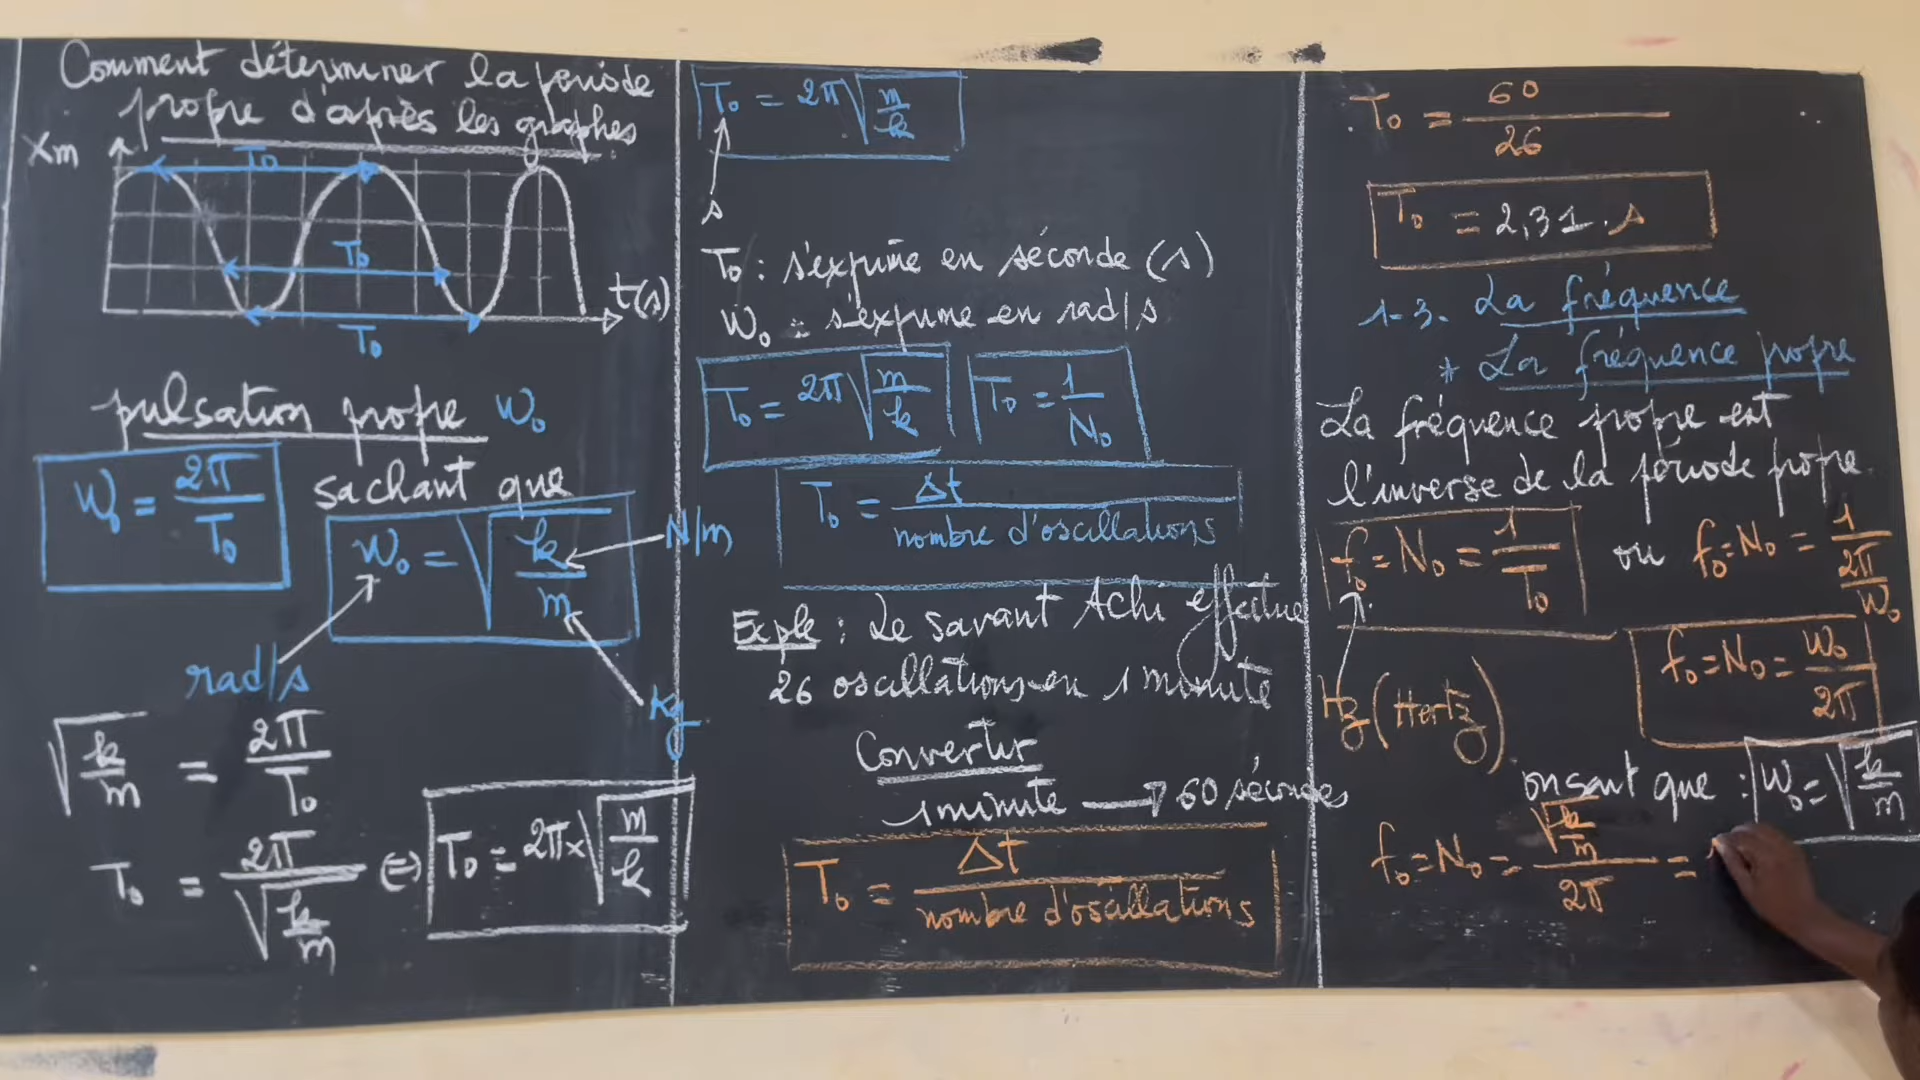 Comment déterminer la période
propre d'après les graphes
Xm
T0
T0
t(s)
T0
pulsation propre W0
W0 = 2π/T0
sachant que
W0 = √(k/m)
N/m
rad/s
kg
√(k/m) = 2π/T0
T0 = 2π/√(k/m) ⇔ T0 = 2π×√(m/k)
T0 = 2π√(m/k)
s
T0 : s'exprime en séconde (s)
W0 = s'exprime en rad/s
T0 = 2π√(m/k) T0 = 1/N0
T0 = Δt/nombre d'oscillations
Exple : Le savant Achi effectue
26 oscillations en 1 minute
Convertir
1 minute → 60 sécondes
T0 = Δt/nombre d'oscillations
T0 = 60/26
T0 = 2,31 s
1-3. La fréquence
* La fréquence propre
La fréquence propre est
l'inverse de la période propre
f0 = N0 = 1/T0 ou f0 = N0 = 1/(2π/W0)
f0 = N0 = W0/2π
Hz (Hertz)
on sait que : W0 = √(k/m)
f0 = N0 = √(k/m)/2π =